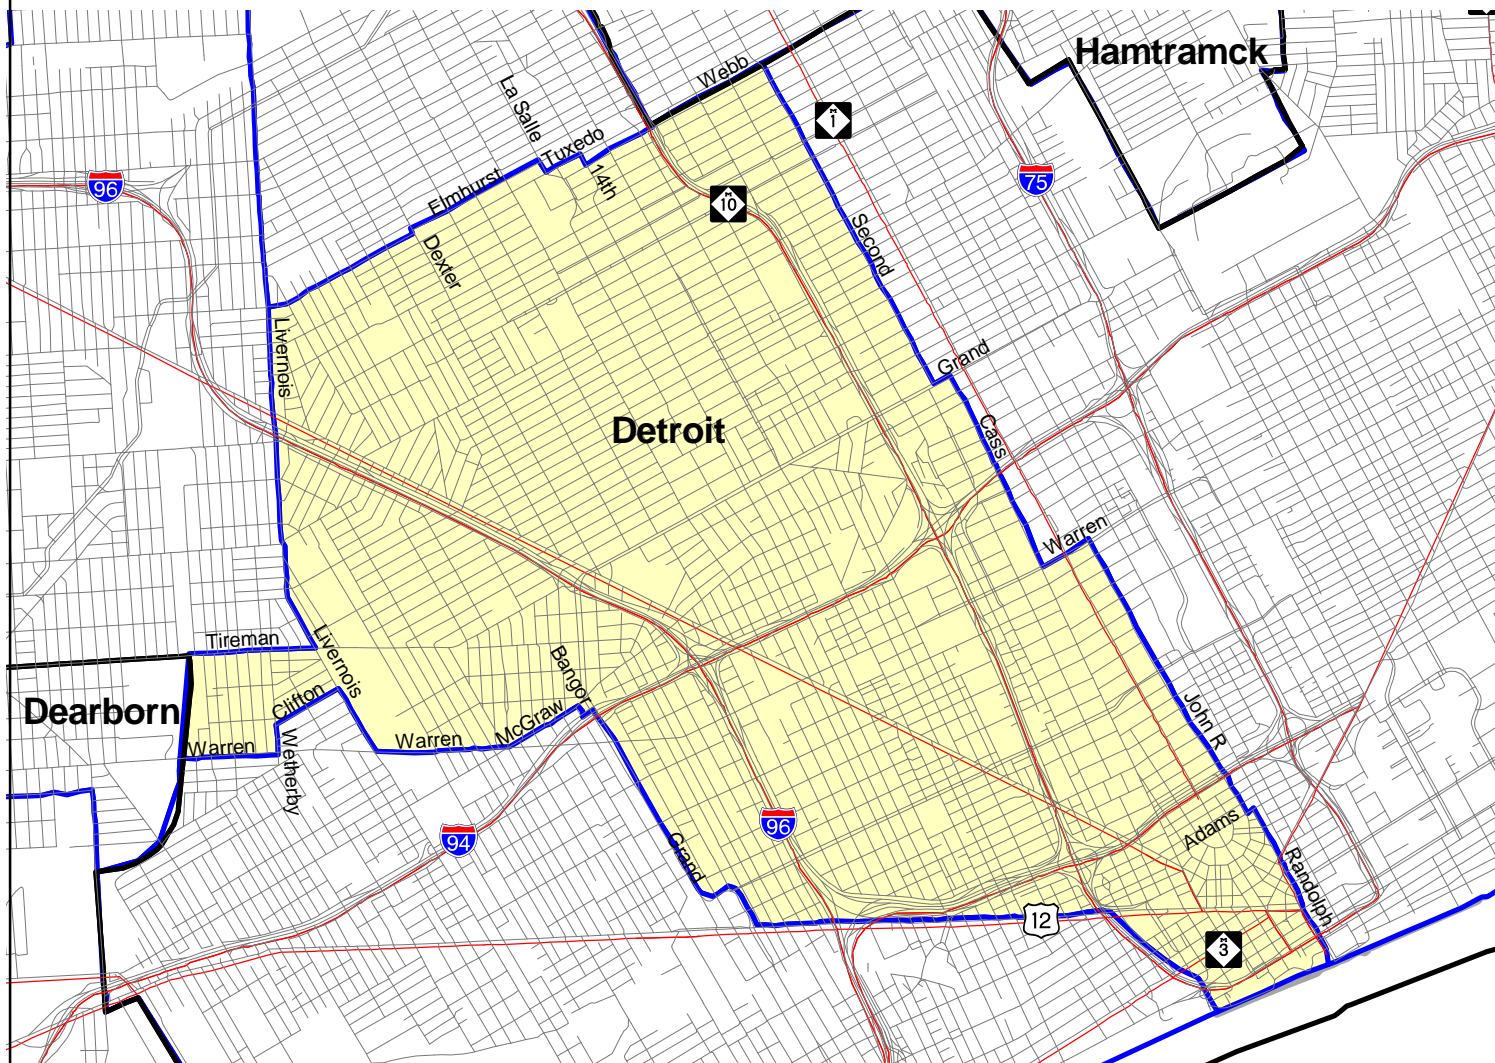 Hamtramck
Webb
La Salle
M
1
Tuxedo
96
75
14th
Elmhurst
M
10
Second
Dexter
Livernois
Grand
Detroit
Cass
Warren
Tireman
Livernois
Bangor
Dearborn
Clifton
John R
McGraw
Warren
Warren
Wetherby
96
94
Adams
Grand
Randolph
12
M
3